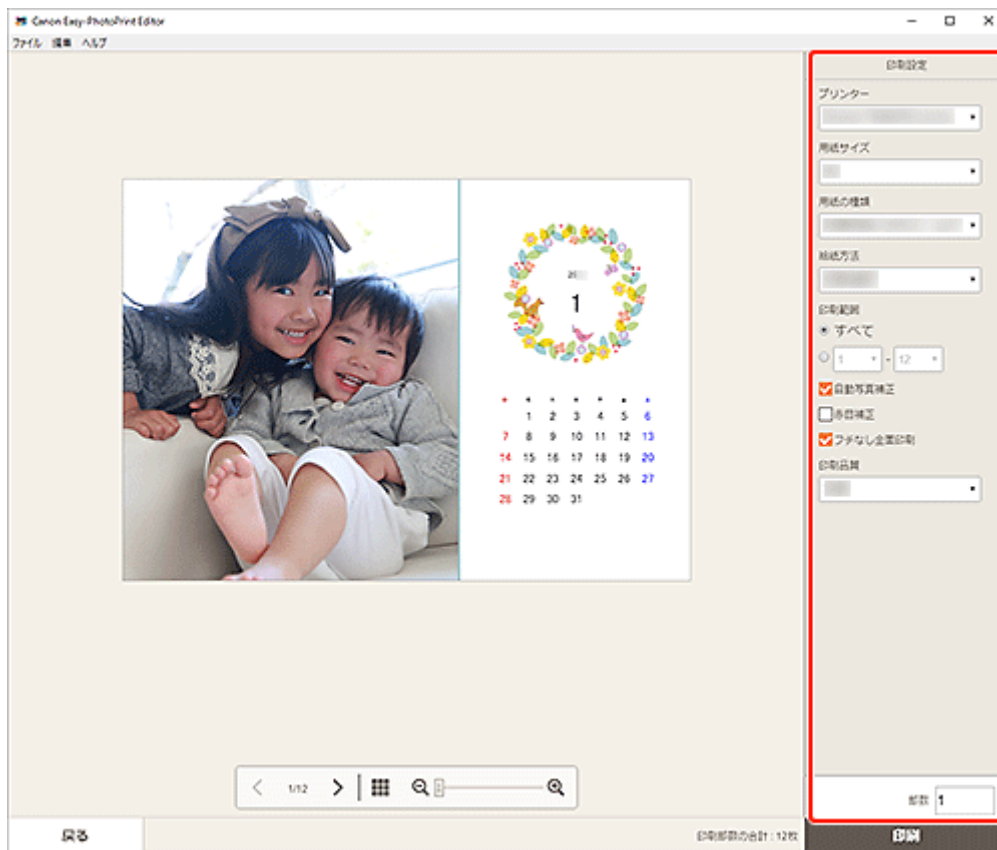 Canon Easy-PhotoPrint Editor
ファイル 編集 ヘルプ
印刷設定
プリンター
用紙サイズ
用紙の種類
給紙方法
印刷範囲
すべて
1 - 12
自動写真補正
赤目補正
フチなし全面印刷
印刷品質
20
1
1 2 3 4 5 6
7 8 9 10 11 12 13
14 15 16 17 18 19 20
21 22 23 24 25 26 27
28 29 30 31
1/12
部数 1
戻る
印刷部数の合計 : 12枚
印刷